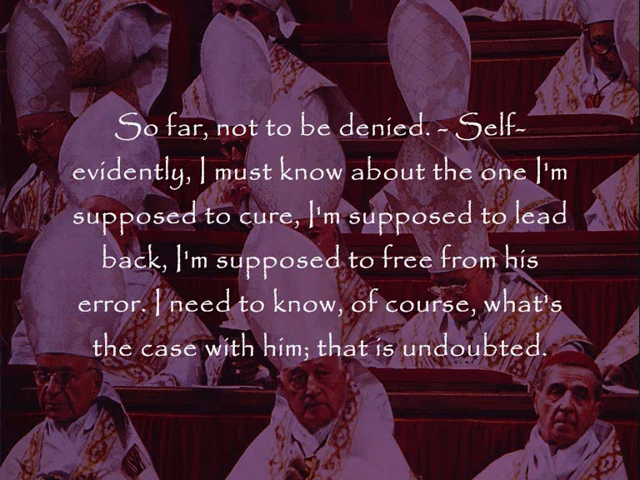 So far, not to be denied. - Self-
evidently, I must know about the one I'm
supposed to cure, I'm supposed to lead
back, I'm supposed to free from his
error. I need to know, of course, what's
the case with him; that is undoubted.